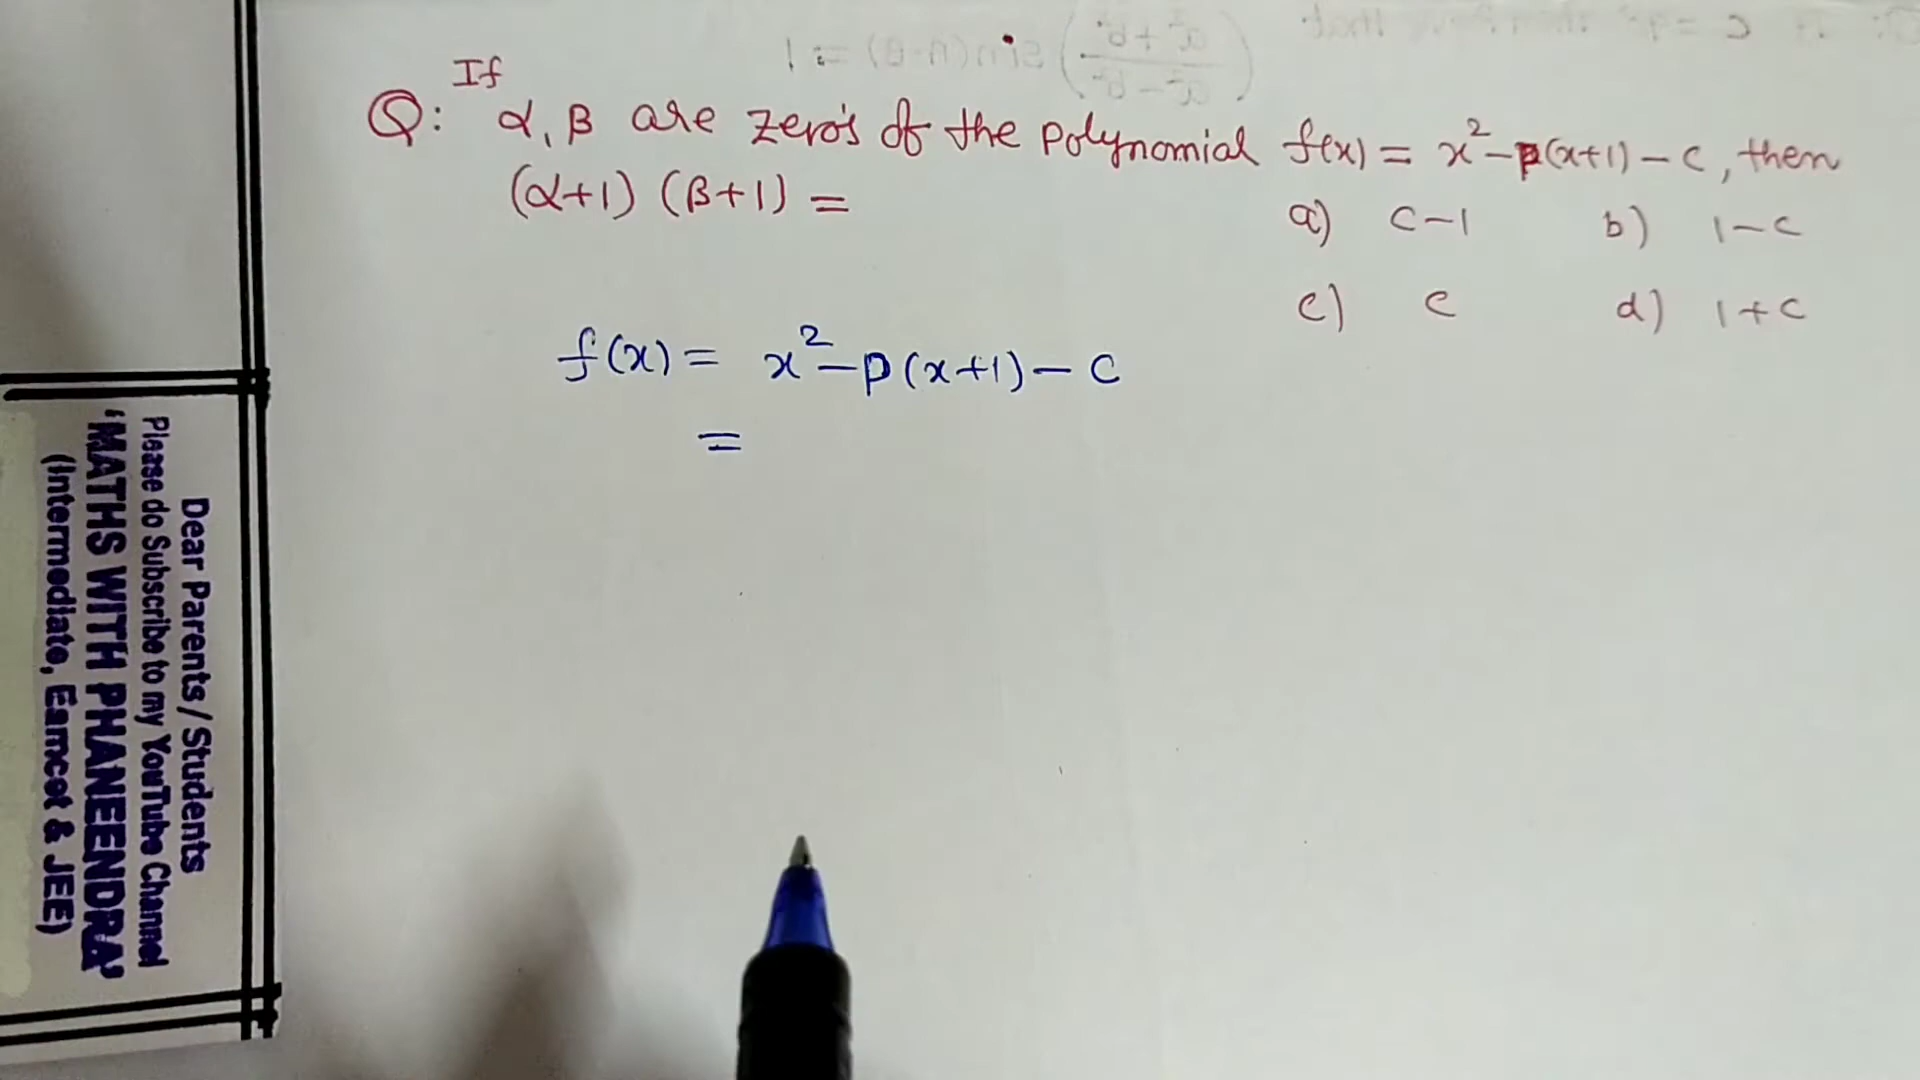 If
Q: α, β are zero's of the polynomial f(x) = x² - p(x+1) - c, then
(α+1) (β+1) =
a) c-1 b) 1-c
c) c d) 1+c
f(x) = x² - p(x+1) - c
=
Dear Parents / Students
Please do Subscribe to my YouTube Channel
'MATHS WITH PHANEENDRA'
(Intermediate, Eamcet & JEE)